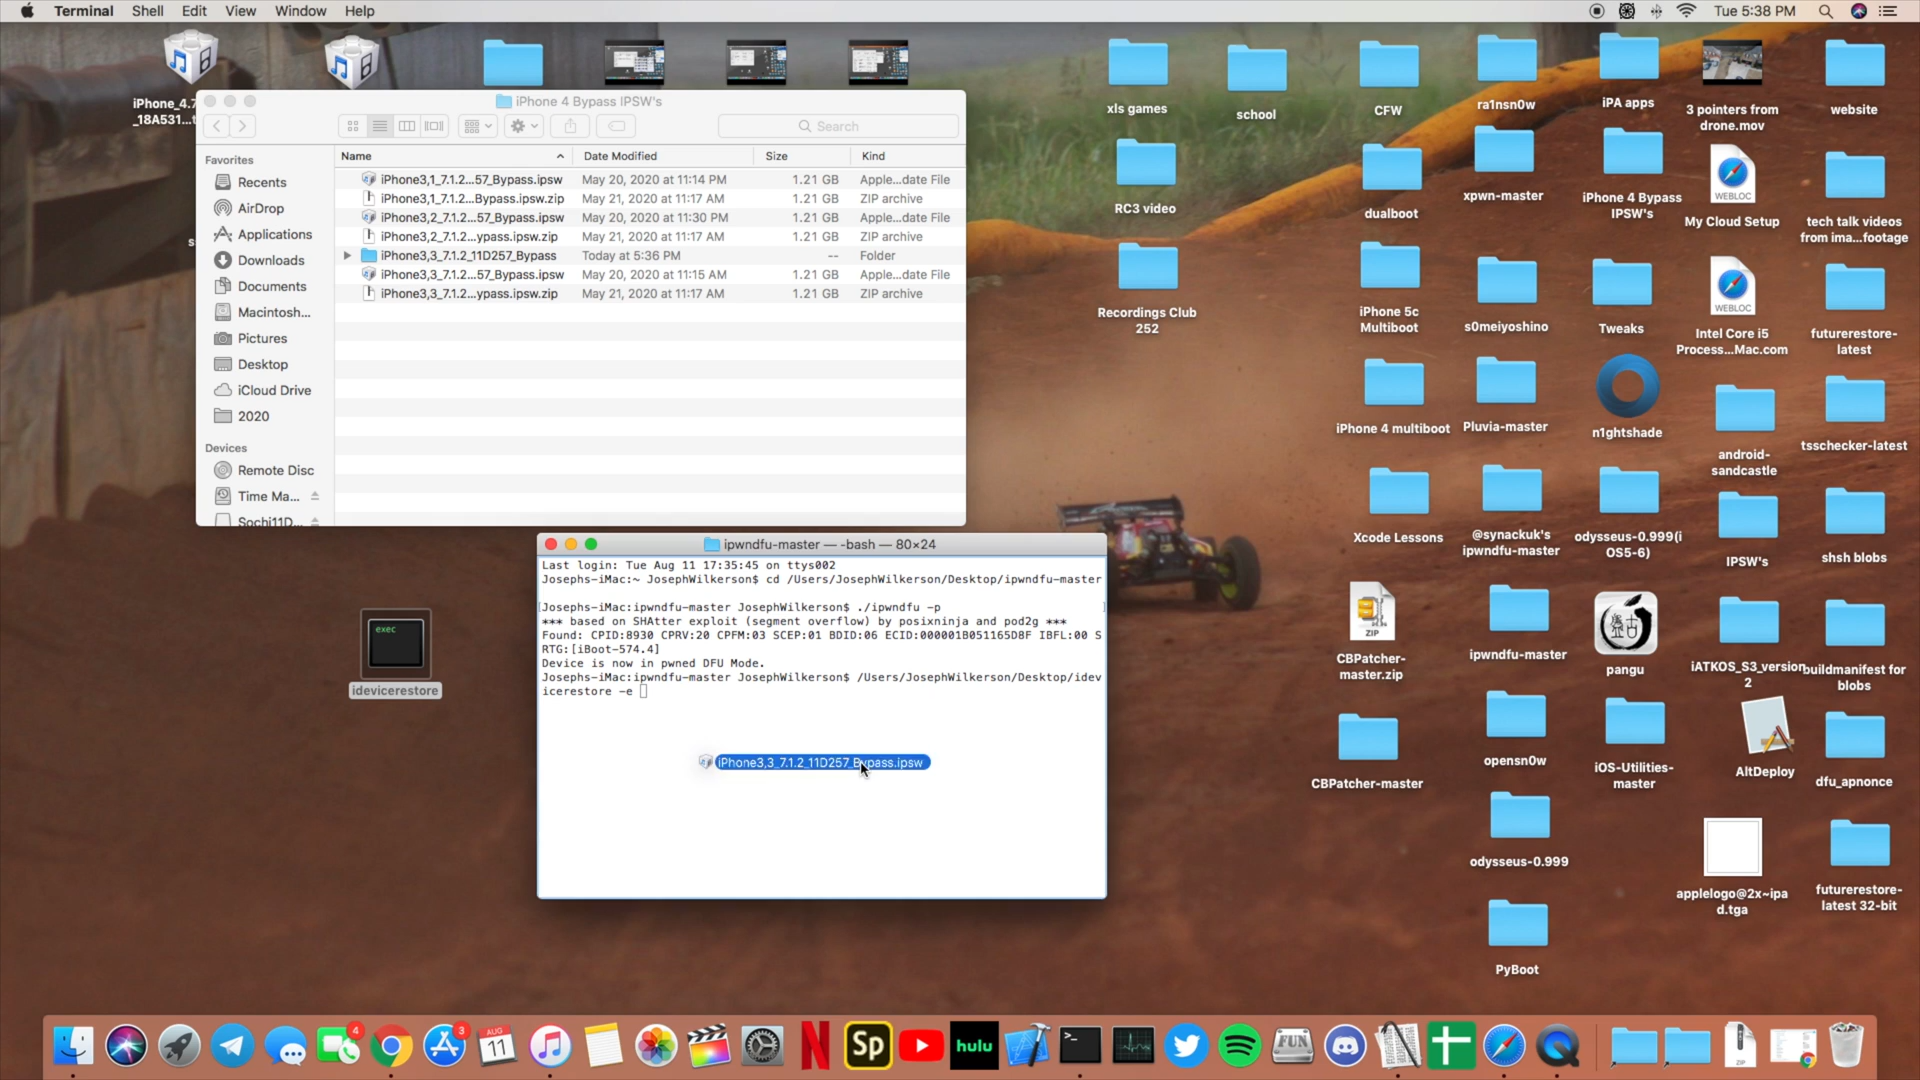 Terminal Shell Edit View Window Help
Tue 5:38 PM
iPhone_4.7
_18A531...
iPhone 4 Bypass IPSW's
Search
Favorites
Recents
AirDrop
Applications
Downloads
Documents
Macintosh...
Pictures
Desktop
iCloud Drive
2020
Devices
Remote Disc
Time Ma...
Sochi11D...
Name Date Modified Size Kind
iPhone3,1_7.1.2...57_Bypass.ipsw May 20, 2020 at 11:14 PM 1.21 GB Apple...date File
iPhone3,1_7.1.2...Bypass.ipsw.zip May 21, 2020 at 11:17 AM 1.21 GB ZIP archive
iPhone3,2_7.1.2...57_Bypass.ipsw May 20, 2020 at 11:30 PM 1.21 GB Apple...date File
iPhone3,2_7.1.2...ypass.ipsw.zip May 21, 2020 at 11:17 AM 1.21 GB ZIP archive
iPhone3,3_7.1.2_11D257_Bypass Today at 5:36 PM -- Folder
iPhone3,3_7.1.2...57_Bypass.ipsw May 20, 2020 at 11:15 AM 1.21 GB Apple...date File
iPhone3,3_7.1.2...ypass.ipsw.zip May 21, 2020 at 11:17 AM 1.21 GB ZIP archive
exec
idevicerestore
ipwndfu-master — -bash — 80×24
Last login: Tue Aug 11 17:35:45 on ttys002
Josephs-iMac:~ JosephWilkerson$ cd /Users/JosephWilkerson/Desktop/ipwndfu-master
[Josephs-iMac:ipwndfu-master JosephWilkerson$ ./ipwndfu -p ]
*** based on SHAtter exploit (segment overflow) by posixninja and pod2g ***
Found: CPID:8930 CPRV:20 CPFM:03 SCEP:01 BDID:06 ECID:000001B051165D8F IBFL:00 S
RTG:[iBoot-574.4]
Device is now in pwned DFU Mode.
Josephs-iMac:ipwndfu-master JosephWilkerson$ /Users/JosephWilkerson/Desktop/idev
icerestore -e
iPhone3,3_7.1.2_11D257_Bypass.ipsw
xls games
school
CFW
ra1nsn0w
iPA apps
3 pointers from
drone.mov
website
RC3 video
dualboot
xpwn-master
iPhone 4 Bypass
IPSW's
WEBLOC
My Cloud Setup
tech talk videos
from ima...footage
Recordings Club
252
iPhone 5c
Multiboot
s0meiyoshino
Tweaks
WEBLOC
Intel Core i5
Process...Mac.com
futurerestore-
latest
iPhone 4 multiboot
Pluvia-master
n1ghtshade
android-
sandcastle
tsschecker-latest
Xcode Lessons
@synackuk's
ipwndfu-master
odysseus-0.999(i
OS5-6)
IPSW's
shsh blobs
ZIP
CBPatcher-
master.zip
ipwndfu-master
pangu
iATKOS_S3_version
2
buildmanifest for
blobs
CBPatcher-master
opensn0w
iOS-Utilities-
master
AltDeploy
dfu_apnonce
odysseus-0.999
applelogo@2x~ipa
d.tga
futurerestore-
latest 32-bit
PyBoot
4
3
AUG
11
Sp
hulu
FUN
ZIP